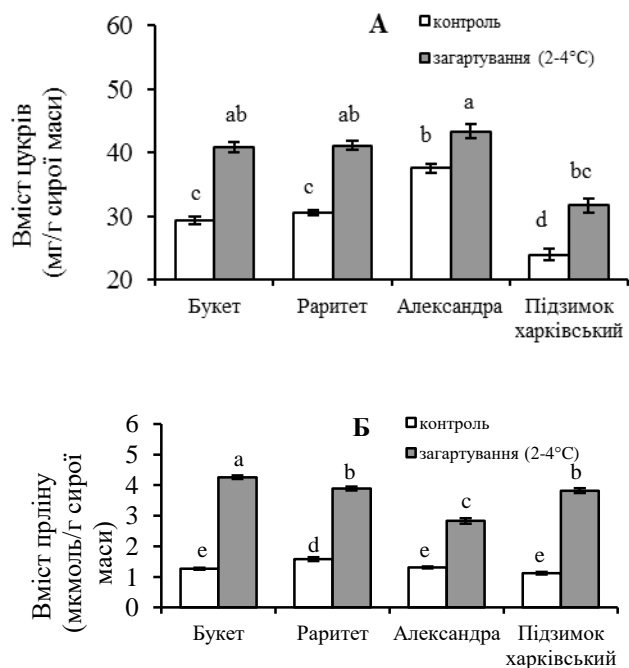 А
контроль
загартування (2-4°C)
Вміст цукрів
(мг/г сирої маси)
60
50
40
30
20
c
ab
c
ab
b
a
d
bc
Букет
Раритет
Александра
Підзимок
харківський
Б
контроль
загартування (2-4°C)
Вміст прліну
(мкмоль/г сирої
маси)
6
5
4
3
2
1
0
e
a
d
b
e
c
e
b
Букет
Раритет
Александра
Підзимок
харківський